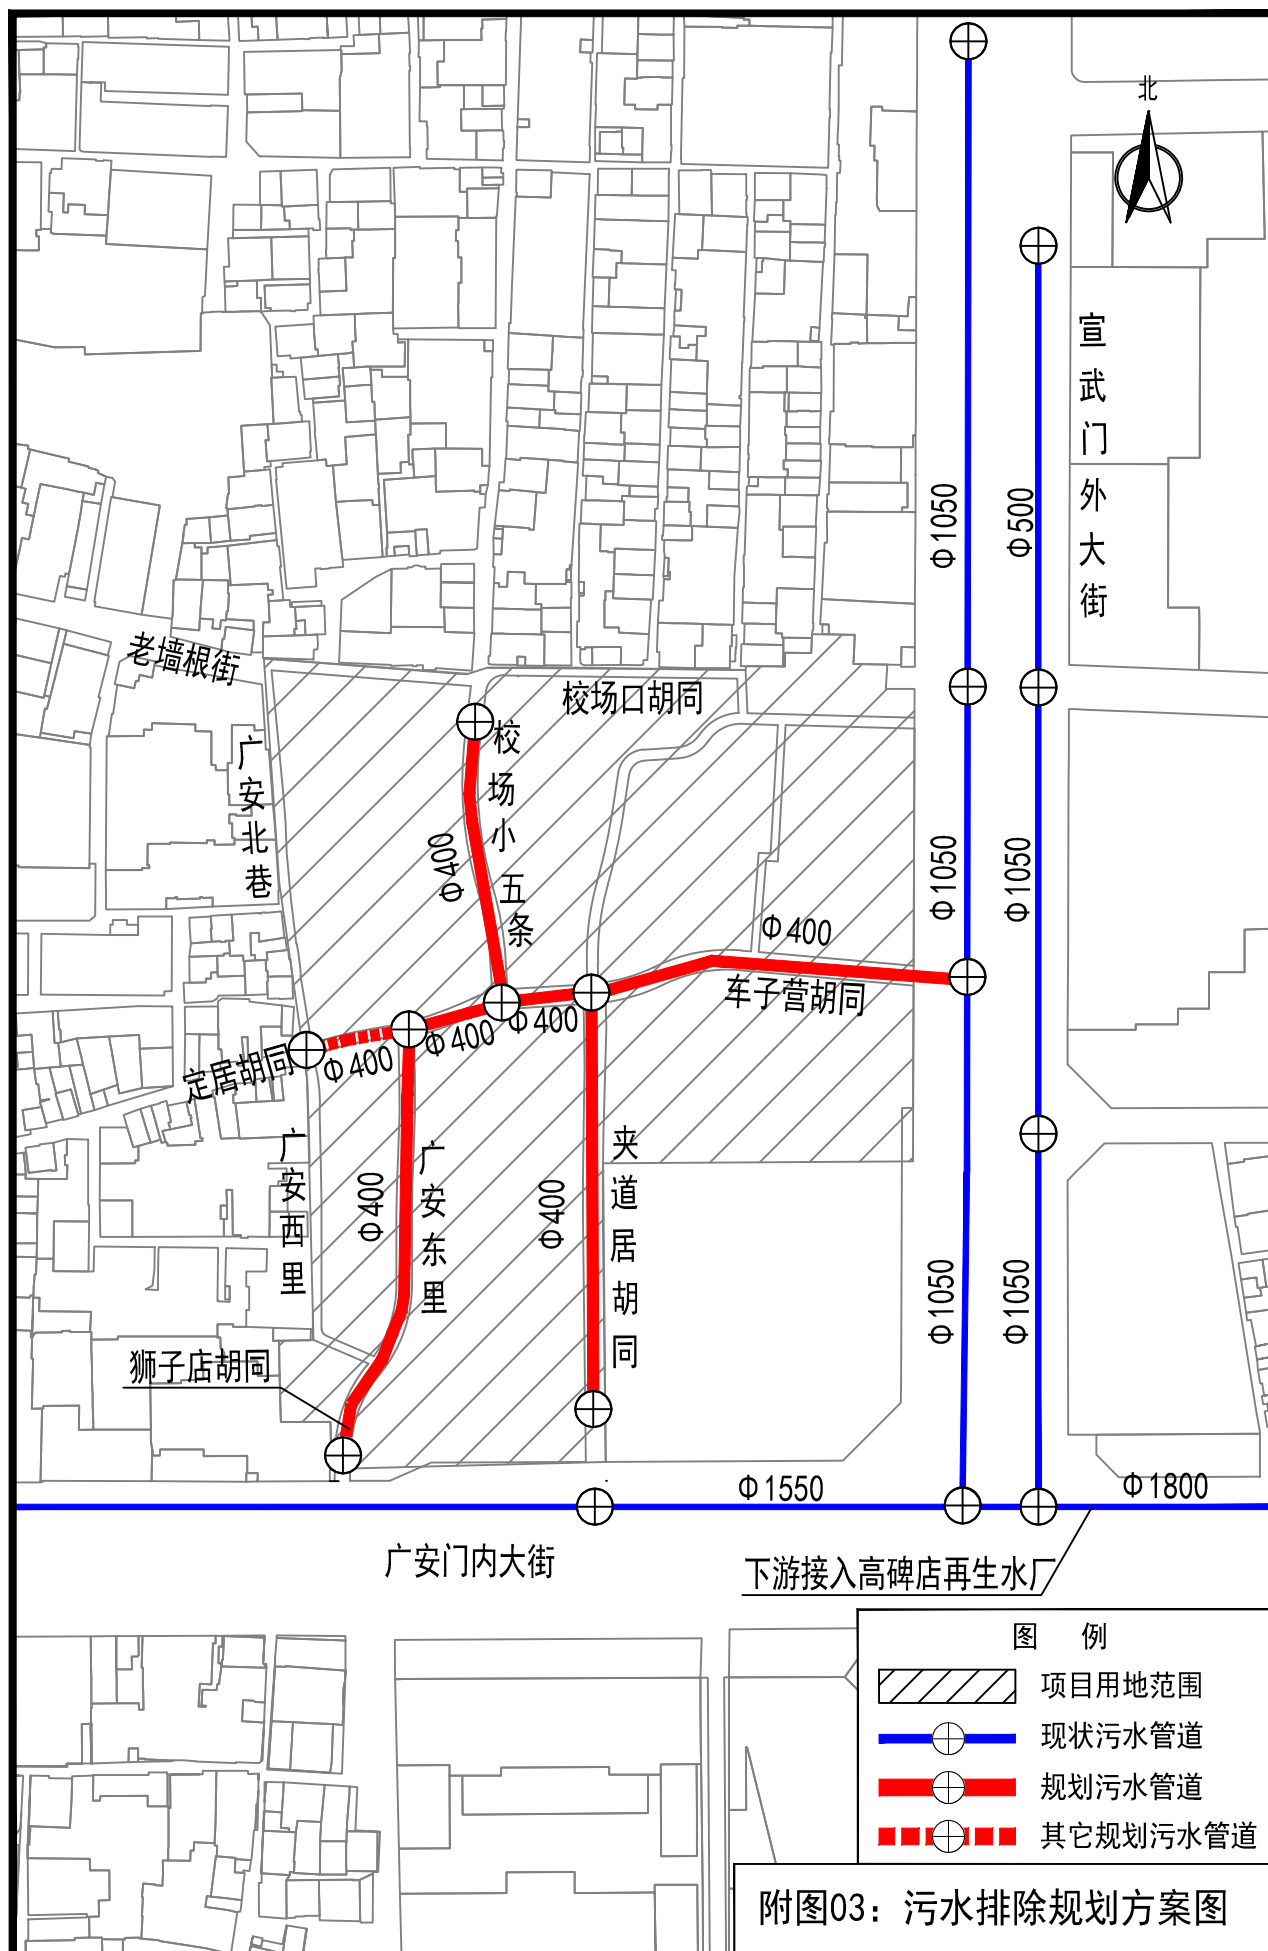 北
宣武门外大街
Φ1050
Φ500
老墙根街
校场口胡同
广安北巷
校场小五条
Φ400
Φ1050
Φ1050
Φ400
车子营胡同
Φ400
Φ400
Φ400
定居胡同
广安西里
Φ400
广安东里
Φ400
夹道居胡同
Φ1050
Φ1050
狮子店胡同
Φ1550
Φ1800
广安门内大街
下游接入高碑店再生水厂
图 例
项目用地范围
现状污水管道
规划污水管道
其它规划污水管道
附图03：污水排除规划方案图